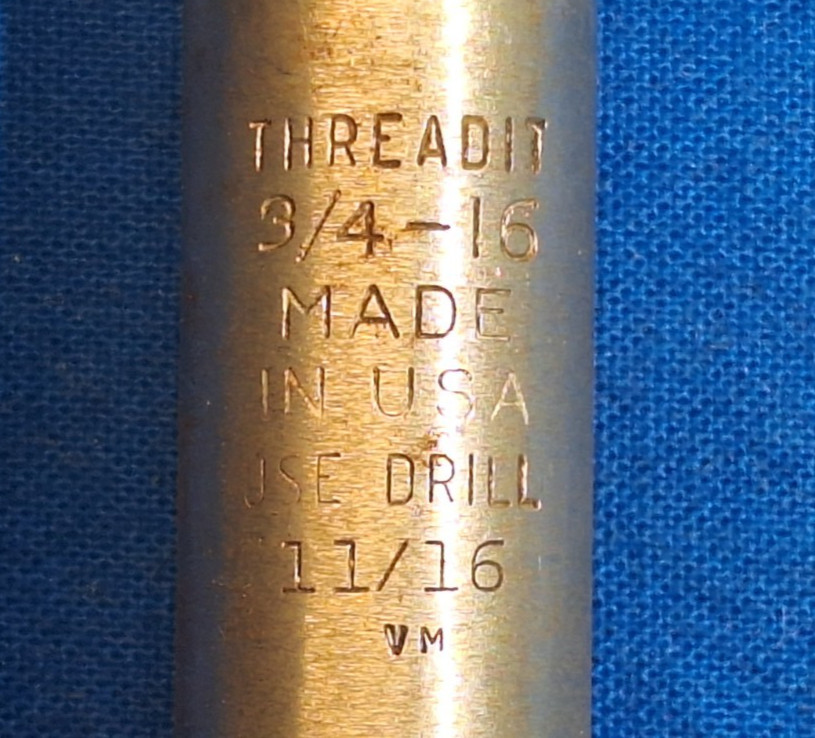 THREADIT
3/4-16
MADE
IN USA
USE DRILL
11/16
VM